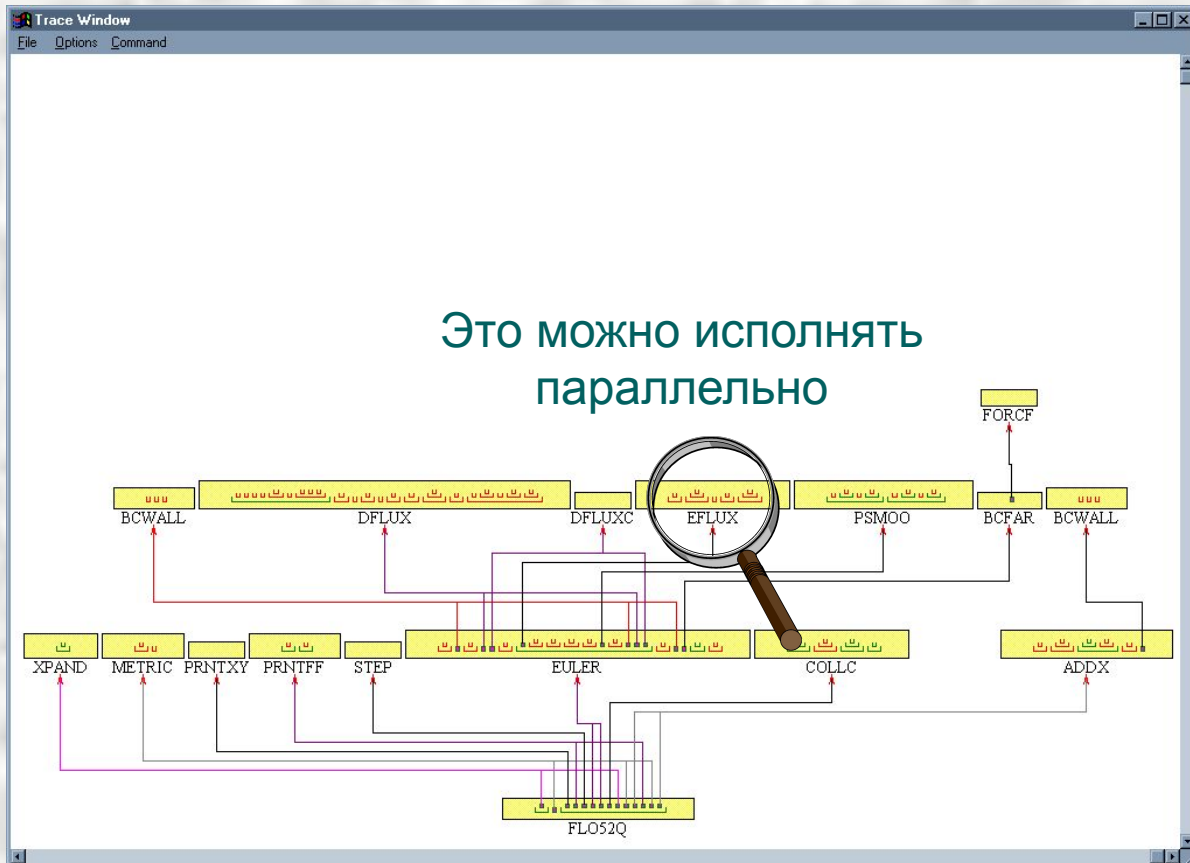 Trace Window
File Options Command
Это можно исполнять
параллельно
FORCF
BCWALL DFLUX DFLUXC EFLUX PSMOO BCFAR BCWALL
XPAND METRIC PRNTXY PRNTFF STEP EULER COLLC ADDX
FLO52Q